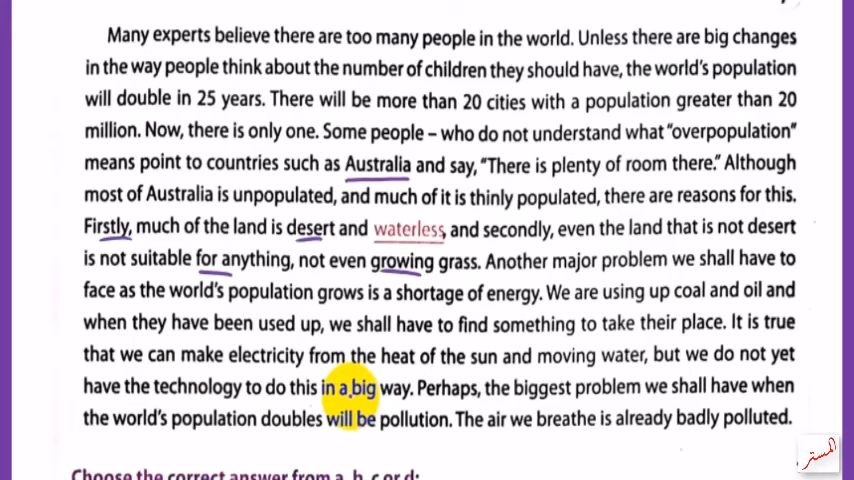 Many experts believe there are too many people in the world. Unless there are big changes
in the way people think about the number of children they should have, the world's population
will double in 25 years. There will be more than 20 cities with a population greater than 20
million. Now, there is only one. Some people – who do not understand what "overpopulation"
means point to countries such as Australia and say, "There is plenty of room there." Although
most of Australia is unpopulated, and much of it is thinly populated, there are reasons for this.
Firstly, much of the land is desert and waterless, and secondly, even the land that is not desert
is not suitable for anything, not even growing grass. Another major problem we shall have to
face as the world's population grows is a shortage of energy. We are using up coal and oil and
when they have been used up, we shall have to find something to take their place. It is true
that we can make electricity from the heat of the sun and moving water, but we do not yet
have the technology to do this in a big way. Perhaps, the biggest problem we shall have when
the world's population doubles will be pollution. The air we breathe is already badly polluted.
المستر
Choose the correct answer from a, b, c or d: